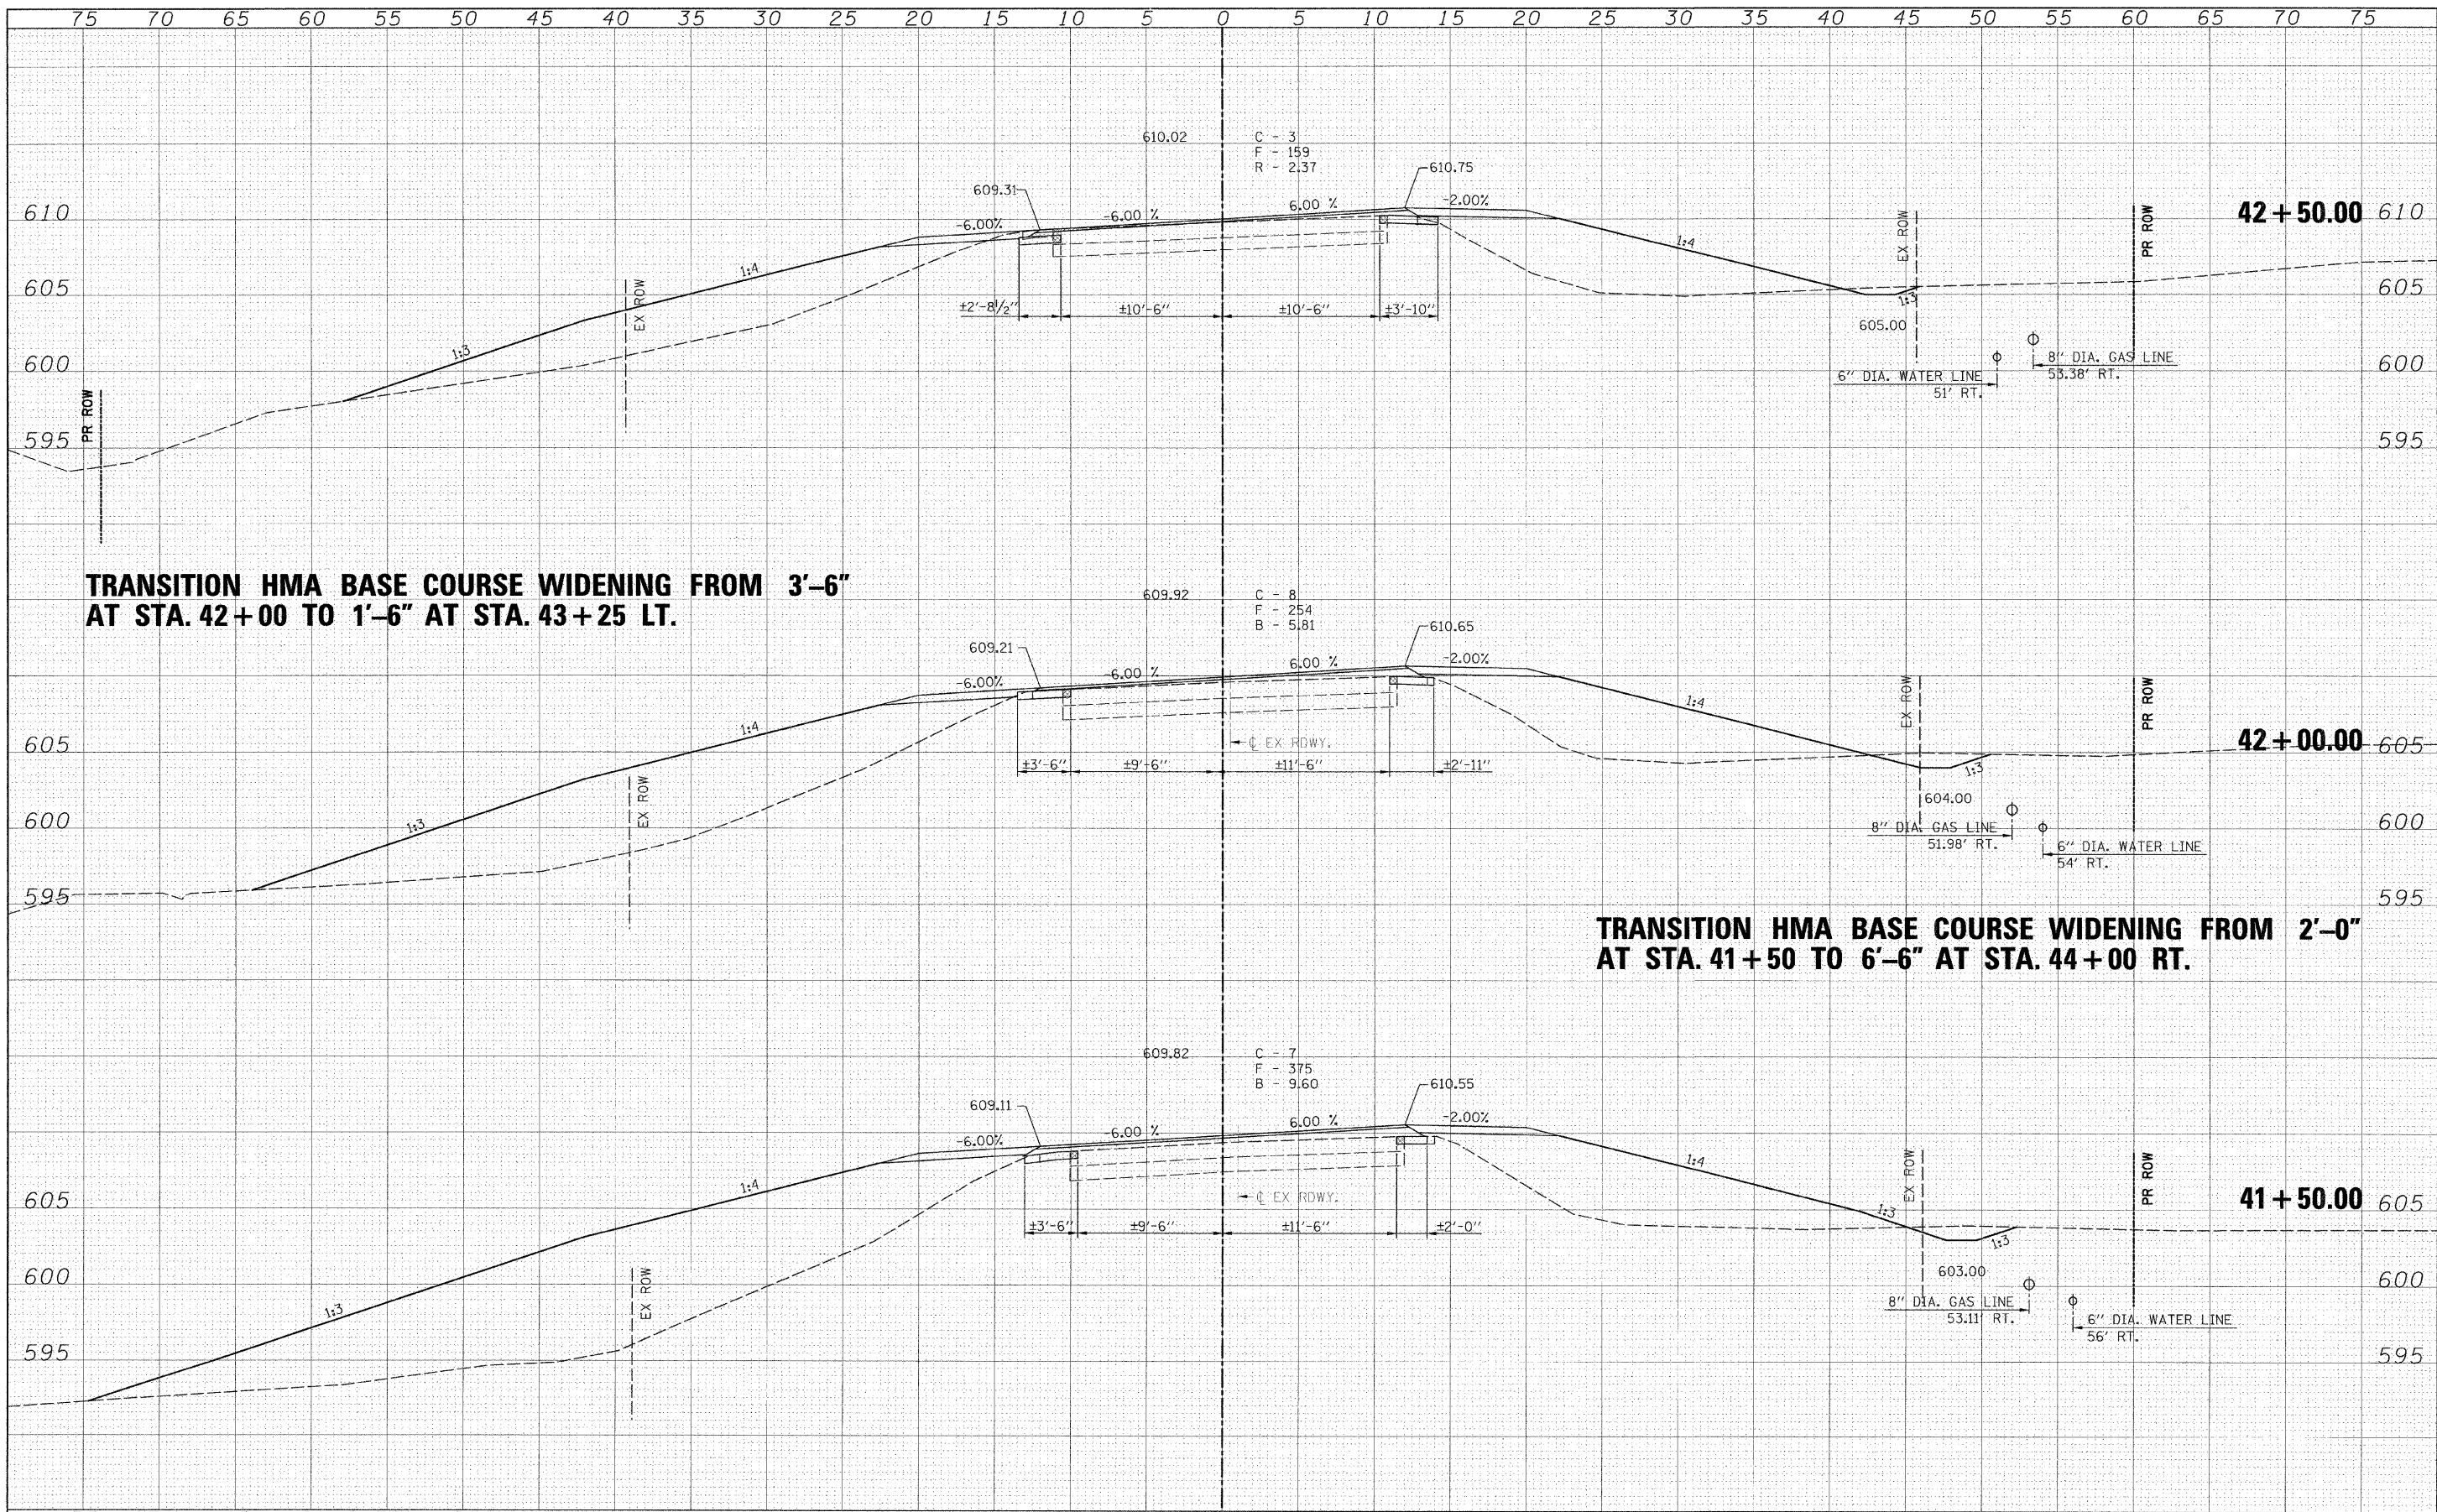 75 70 65 60 55 50 45 40 35 30 25 20 15 10 5 0 5 10 15 20 25 30 35 40 45 50 55 60 65 70 75
610.02
C - 3
F - 159
R - 2.37
609.31
610.75
610
-6.00%
-6.00 %
6.00 %
-2.00%
42+50.00
610
EX ROW
PR ROW
1:4
1:4
605
EX ROW
±2'-8½''
±10'-6''
±10'-6''
±3'-10''
1:3
605
605.00
1:3
600
8'' DIA. GAS LINE
53.38' RT.
6'' DIA. WATER LINE
51' RT.
600
PR ROW
595
595
TRANSITION HMA BASE COURSE WIDENING FROM 3'-6"
AT STA. 42+00 TO 1'-6" AT STA. 43+25 LT.
609.92
C - 8
F - 254
B - 5.81
609.21
610.65
-6.00%
-6.00 %
6.00 %
-2.00%
EX ROW
PR ROW
1:4
1:4
605
℄ EX RDWY.
42+00.00
605
EX ROW
±3'-6''
±9'-6''
±11'-6''
±2'-11''
1:3
604.00
600
1:3
8'' DIA. GAS LINE
51.98' RT.
6'' DIA. WATER LINE
54' RT.
600
595
595
TRANSITION HMA BASE COURSE WIDENING FROM 2'-0"
AT STA. 41+50 TO 6'-6" AT STA. 44+00 RT.
609.82
C - 7
F - 375
B - 9.60
609.11
610.55
-6.00%
-6.00 %
6.00 %
-2.00%
1:4
1:4
EX ROW
PR ROW
605
℄ EX RDWY.
41+50.00
605
±3'-6''
±9'-6''
±11'-6''
±2'-0''
1:3
1:3
EX ROW
603.00
600
600
1:3
8'' DIA. GAS LINE
53.11' RT.
6'' DIA. WATER LINE
56' RT.
595
595